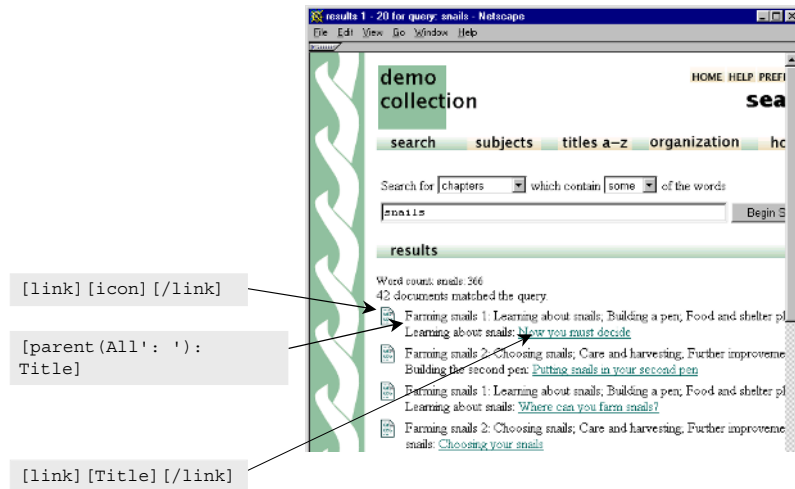 results 1 - 20 for query: snails - Netscape
File Edit View Go Window Help
demo
collection
HOME HELP PREFE
sea
search subjects titles a–z organization ho
Search for chapters which contain some of the words
snails
Begin S
results
Word count: snails: 366
42 documents matched the query.
Farming snails 1: Learning about snails; Building a pen; Food and shelter pl
Learning about snails: Now you must decide
Farming snails 2: Choosing snails; Care and harvesting; Further improveme
Building the second pen: Putting snails in your second pen
Farming snails 1: Learning about snails; Building a pen; Food and shelter pl
Learning about snails: Where can you farm snails?
Farming snails 2: Choosing snails; Care and harvesting; Further improveme
snails: Choosing your snails
[link][icon][/link]
[parent(All': '):
Title]
[link][Title][/link]